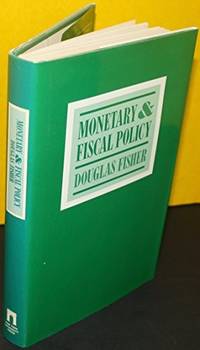 MONETARY &
FISCAL POLICY
DOUGLAS FISHER
MONETARY & FISCAL POLICY
DOUGLAS FISHER